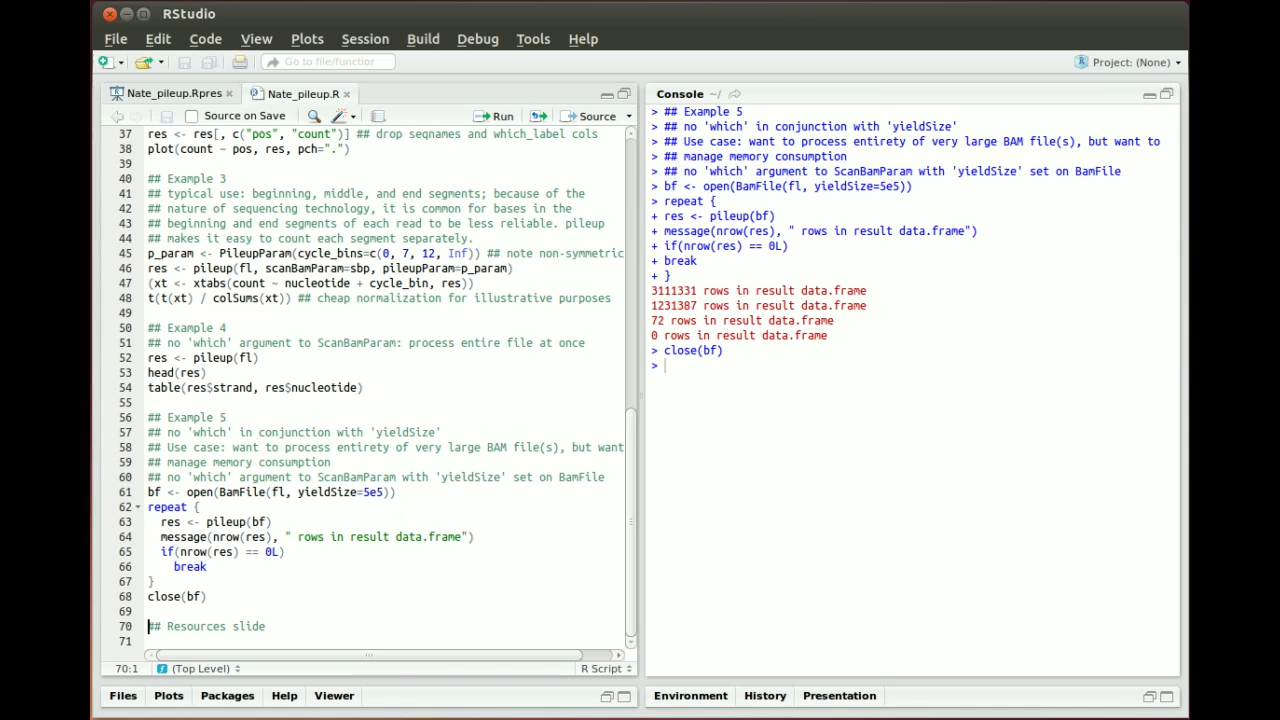 RStudio
File Edit Code View Plots Session Build Debug Tools Help
Go to file/function
Project: (None)
Nate_pileup.Rpres
Nate_pileup.R
Source on Save
Run
Source
37 res <- res[, c("pos", "count")] ## drop seqnames and which_label cols
38 plot(count ~ pos, res, pch=".")
39
40 ## Example 3
41 ## typical use: beginning, middle, and end segments; because of the
42 ## nature of sequencing technology, it is common for bases in the
43 ## beginning and end segments of each read to be less reliable. pileup
44 ## makes it easy to count each segment separately.
45 p_param <- PileupParam(cycle_bins=c(0, 7, 12, Inf)) ## note non-symmetric
46 res <- pileup(fl, scanBamParam=sbp, pileupParam=p_param)
47 (xt <- xtabs(count ~ nucleotide + cycle_bin, res))
48 t(t(xt) / colSums(xt)) ## cheap normalization for illustrative purposes
49
50 ## Example 4
51 ## no 'which' argument to ScanBamParam: process entire file at once
52 res <- pileup(fl)
53 head(res)
54 table(res$strand, res$nucleotide)
55
56 ## Example 5
57 ## no 'which' in conjunction with 'yieldSize'
58 ## Use case: want to process entirety of very large BAM file(s), but want
59 ## manage memory consumption
60 ## no 'which' argument to ScanBamParam with 'yieldSize' set on BamFile
61 bf <- open(BamFile(fl, yieldSize=5e5))
62 repeat {
63 res <- pileup(bf)
64 message(nrow(res), " rows in result data.frame")
65 if(nrow(res) == 0L)
66 break
67 }
68 close(bf)
69
70 ## Resources slide
71
70:1 (Top Level) R Script
Files Plots Packages Help Viewer
Console ~/
> ## Example 5
> ## no 'which' in conjunction with 'yieldSize'
> ## Use case: want to process entirety of very large BAM file(s), but want to
> ## manage memory consumption
> ## no 'which' argument to ScanBamParam with 'yieldSize' set on BamFile
> bf <- open(BamFile(fl, yieldSize=5e5))
> repeat {
+ res <- pileup(bf)
+ message(nrow(res), " rows in result data.frame")
+ if(nrow(res) == 0L)
+ break
+ }
3111331 rows in result data.frame
1231387 rows in result data.frame
72 rows in result data.frame
0 rows in result data.frame
> close(bf)
>
Environment History Presentation